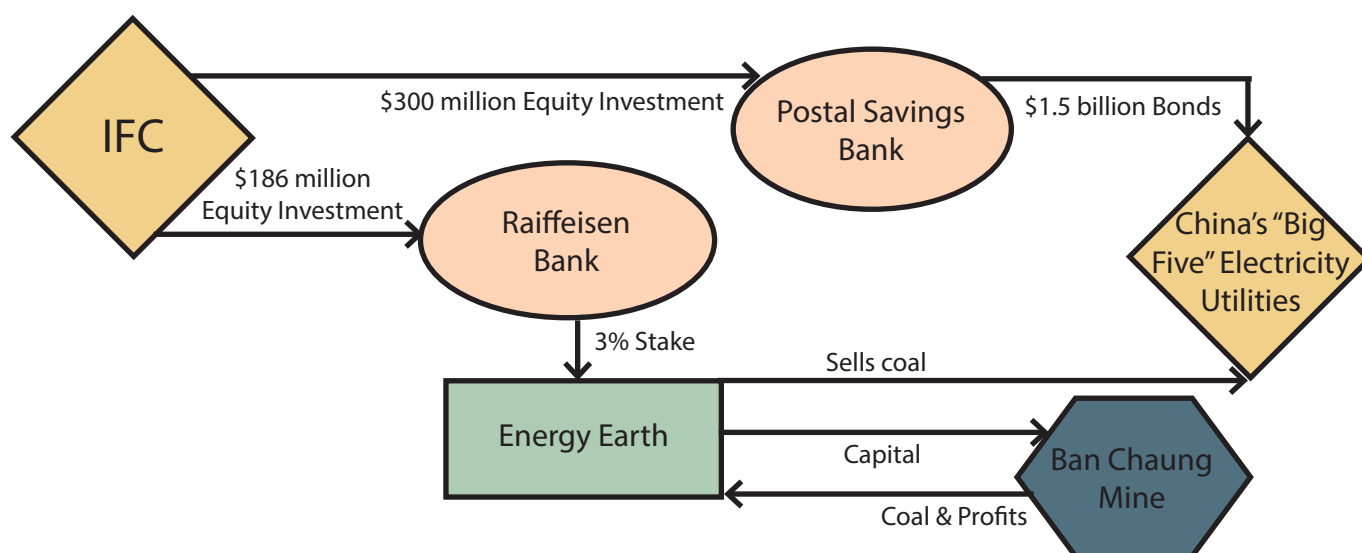 IFC
$300 million Equity Investment
Postal Savings
Bank
$1.5 billion Bonds
$186 million
Equity Investment
Raiffeisen
Bank
China's “Big
Five” Electricity
Utilities
3% Stake
Sells coal
Energy Earth
Capital
Ban Chaung
Mine
Coal & Profits